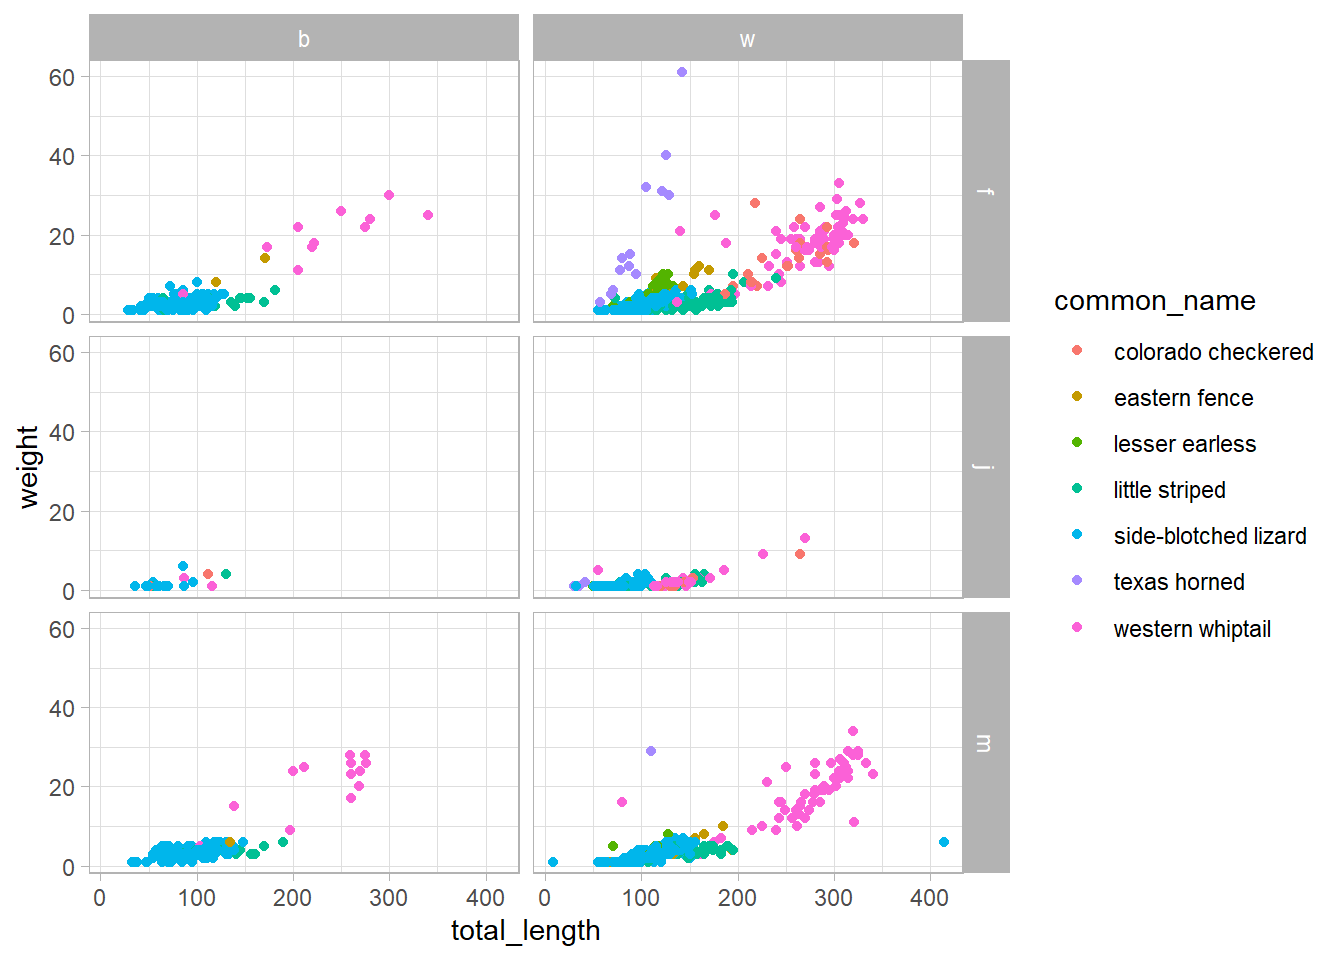 b
w
60
40
20
0
f
60
40
20
0
j
60
40
20
0
m
0 100 200 300 400
0 100 200 300 400
total_length
weight
common_name
colorado checkered
eastern fence
lesser earless
little striped
side-blotched lizard
texas horned
western whiptail